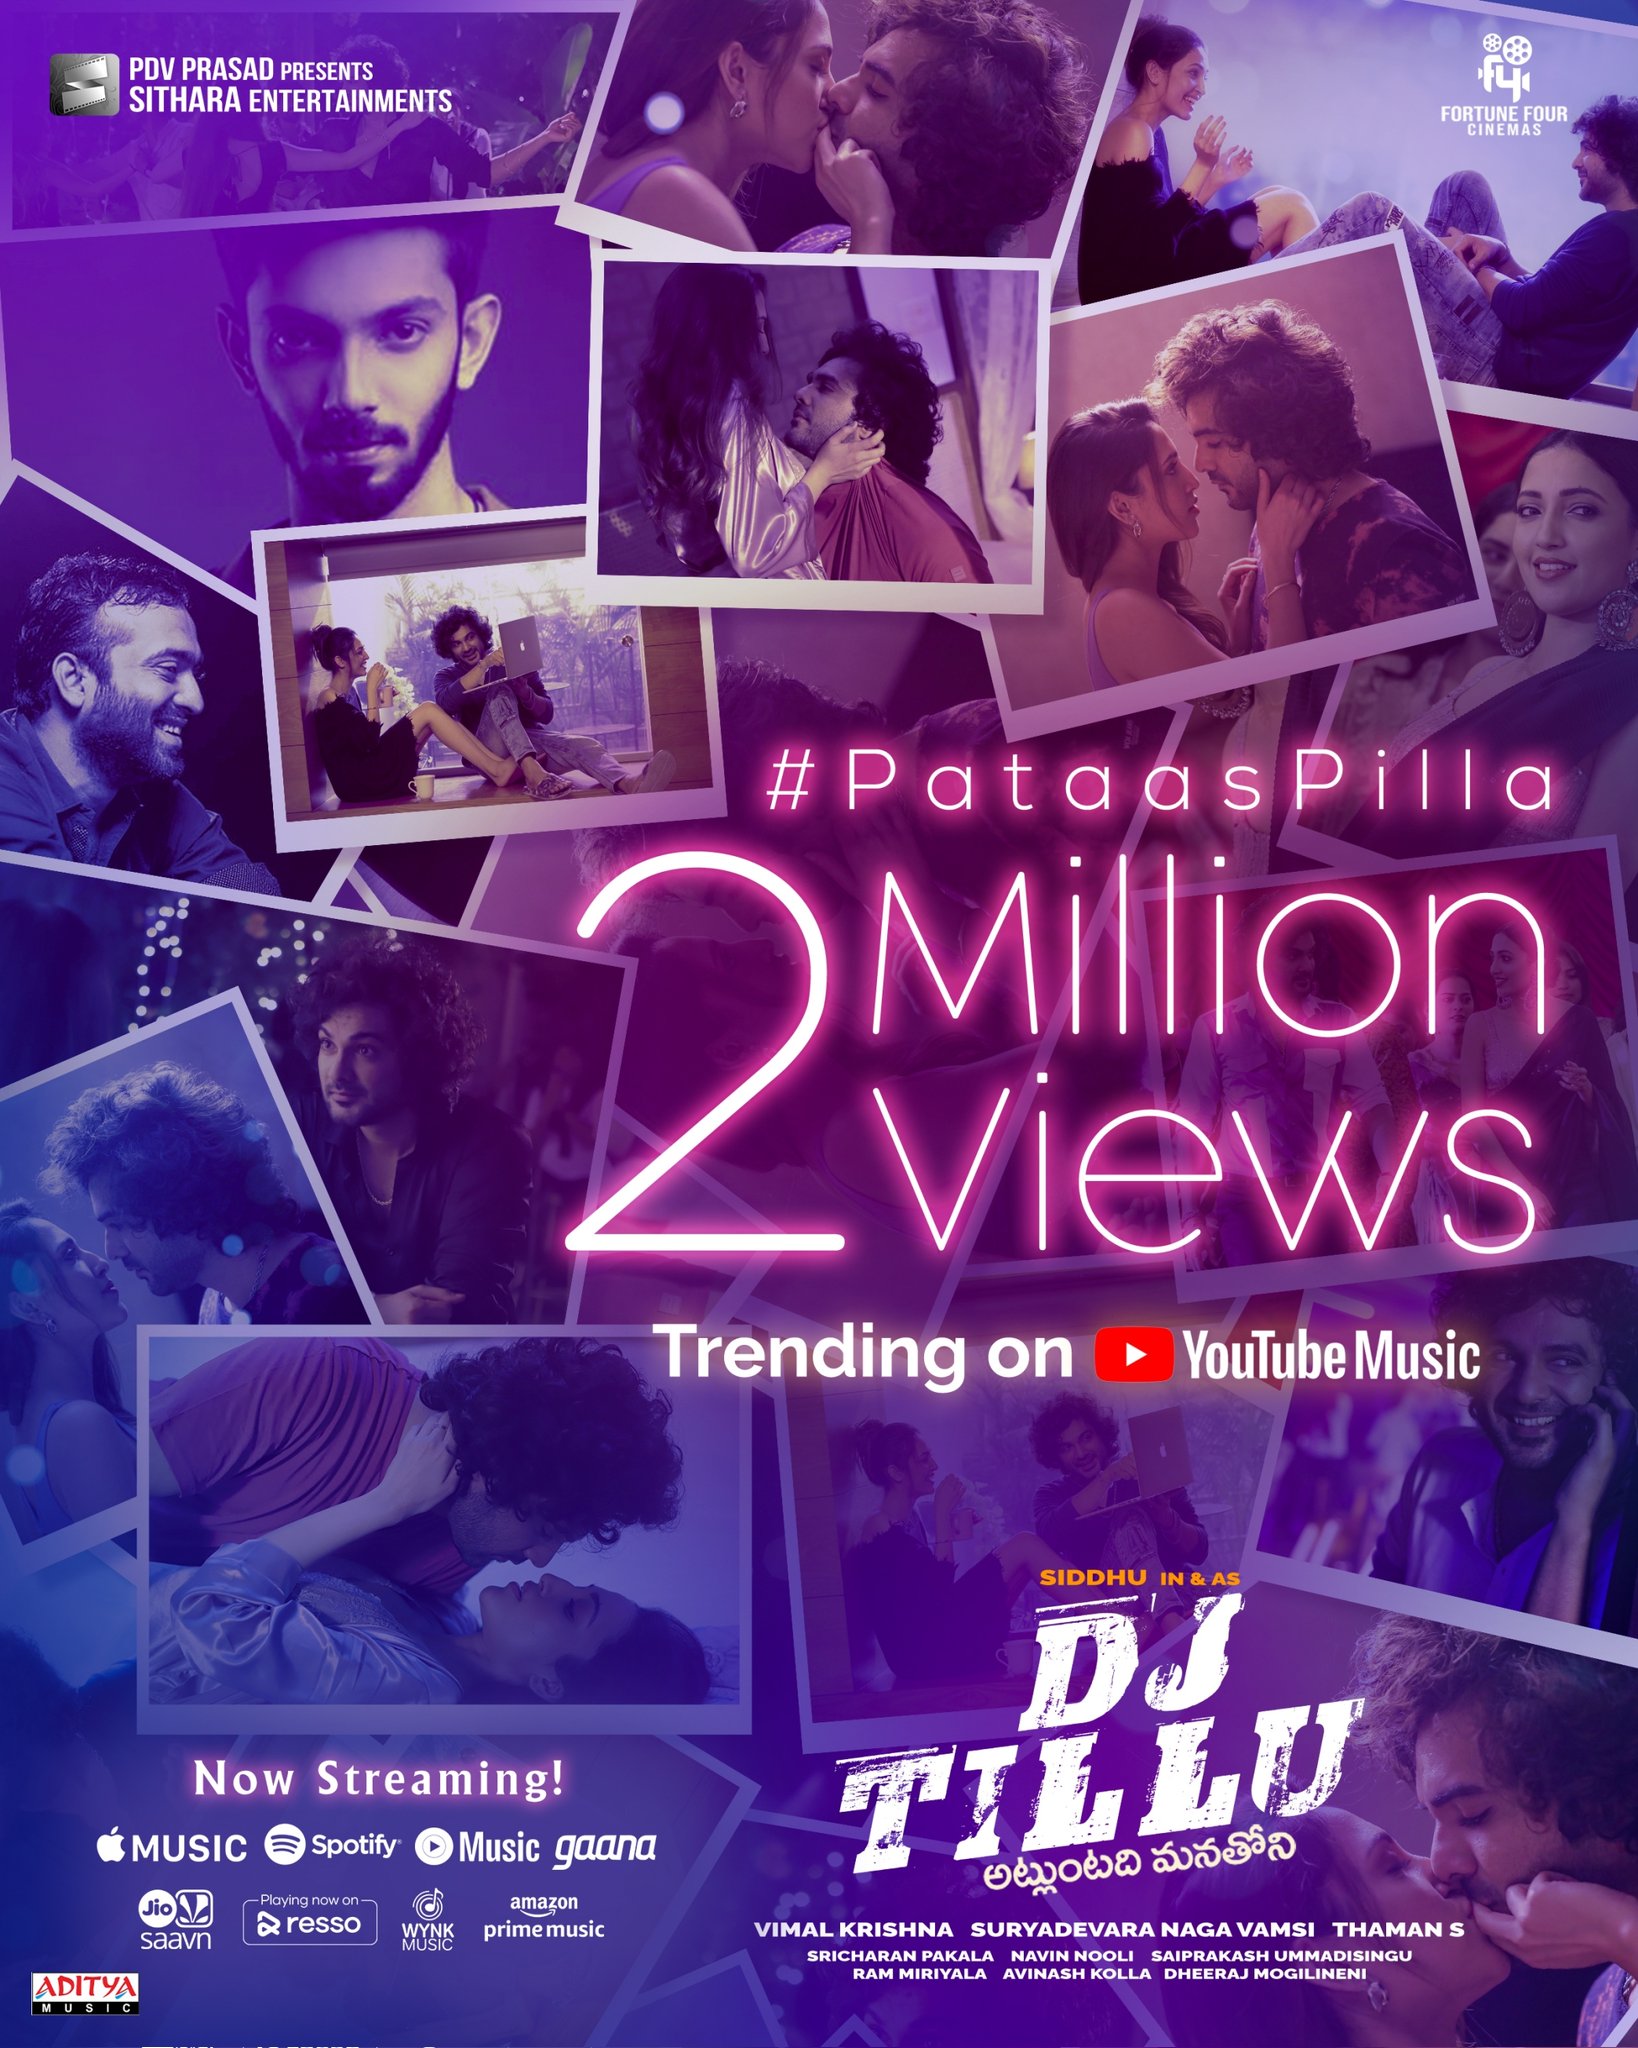 PDV PRASAD PRESENTS
SITHARA ENTERTAINMENTS
f4
FORTUNE FOUR
CINEMAS
#PataasPilla
2 Million
Views
Trending on YouTube Music
SIDDHU IN & AS
DJ
TILLU
అట్లుంటది మనతోని
Now Streaming!
MUSIC Spotify Music gaana
Jio saavn
Playing now on
resso
WYNK
MUSIC
amazon
prime music
VIMAL KRISHNA SURYADEVARA NAGA VAMSI THAMAN S
SRICHARAN PAKALA NAVIN NOOLI SAIPRAKASH UMMADISINGU
RAM MIRIYALA AVINASH KOLLA DHEERAJ MOGILINENI
ADITYA
MUSIC